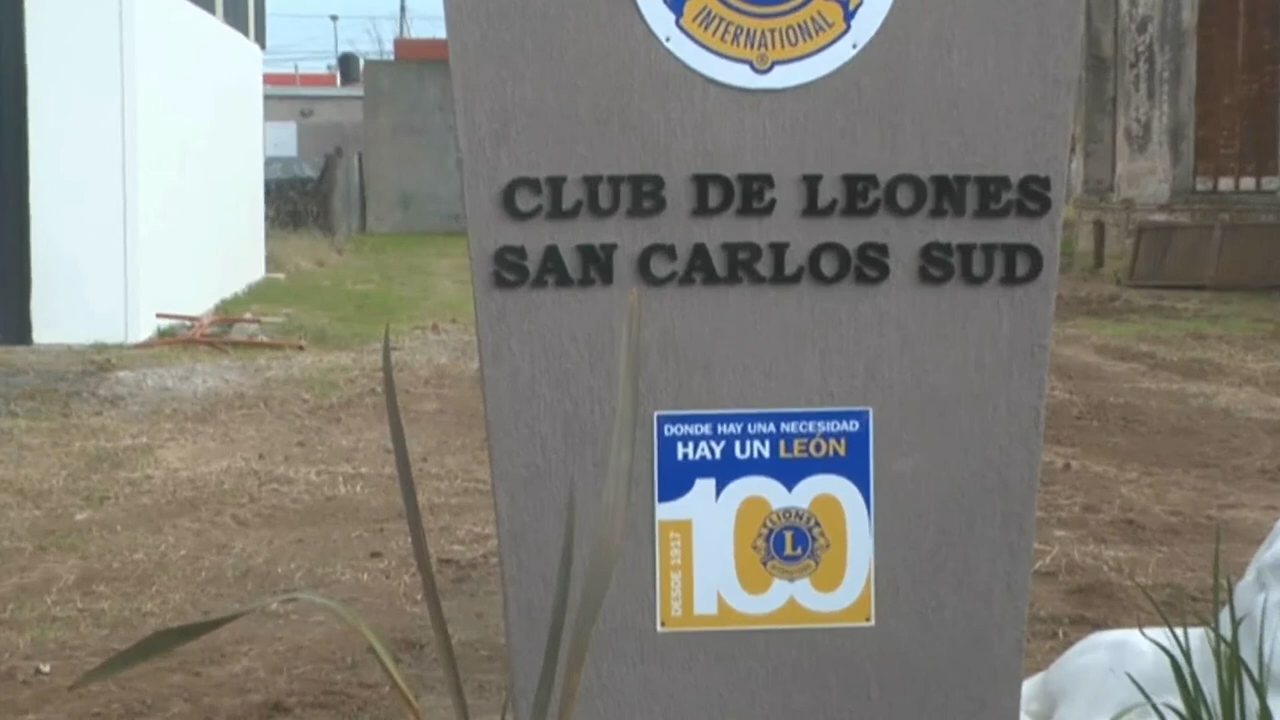 INTERNATIONAL
CLUB DE LEONES
SAN CARLOS SUD
DONDE HAY UNA NECESIDAD
HAY UN LEÓN
100
LIONS
L
DESDE 1917